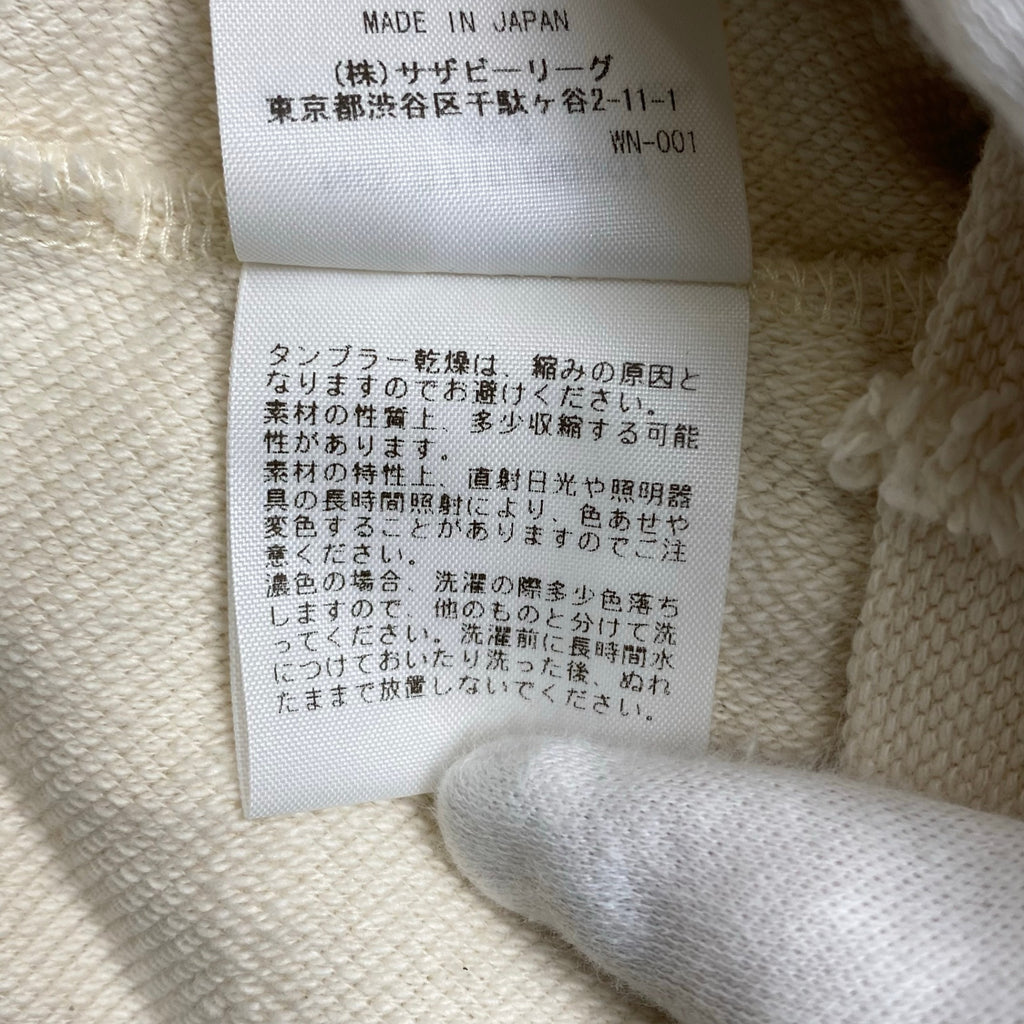 MADE IN JAPAN
(株)サザビーリーグ
東京都渋谷区千駄ヶ谷2-11-1
WN-001
タンブラー乾燥は、縮みの原因と
なりますのでお避けください。
素材の性質上、多少収縮する可能
性があります。
素材の特性上、直射日光や照明器
具の長時間照射により、色あせや
変色することがありますのでご注
意ください。
濃色の場合、洗濯の際多少色落ち
しますので、他のものと分けて洗
ってください。洗濯前に長時間水
につけておいたり洗った後、ぬれ
たままで放置しないでください。